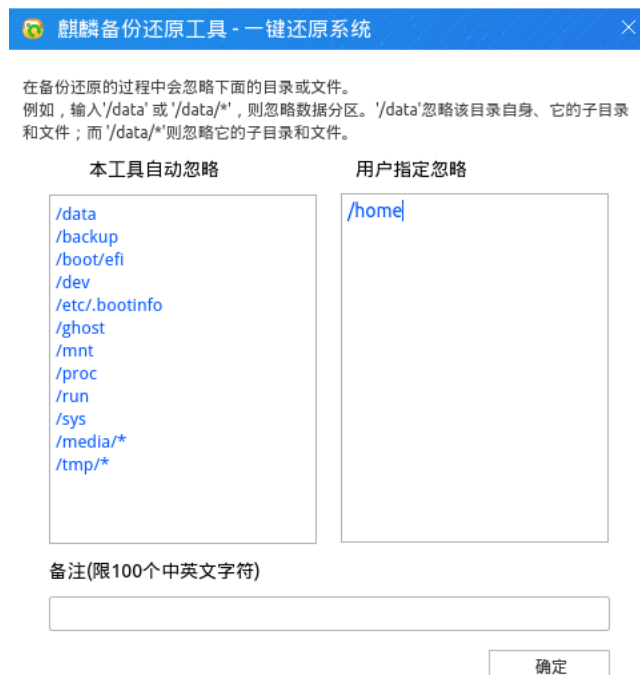 麒麟备份还原工具 - 一键还原系统
在备份还原的过程中会忽略下面的目录或文件。
例如，输入'/data' 或 '/data/*'，则忽略数据分区。'/data'忽略该目录自身、它的子目录
和文件；而 '/data/*'则忽略它的子目录和文件。
本工具自动忽略
/data
/backup
/boot/efi
/dev
/etc/.bootinfo
/ghost
/mnt
/proc
/run
/sys
/media/*
/tmp/*
用户指定忽略
/home
备注(限100个中英文字符)
确定